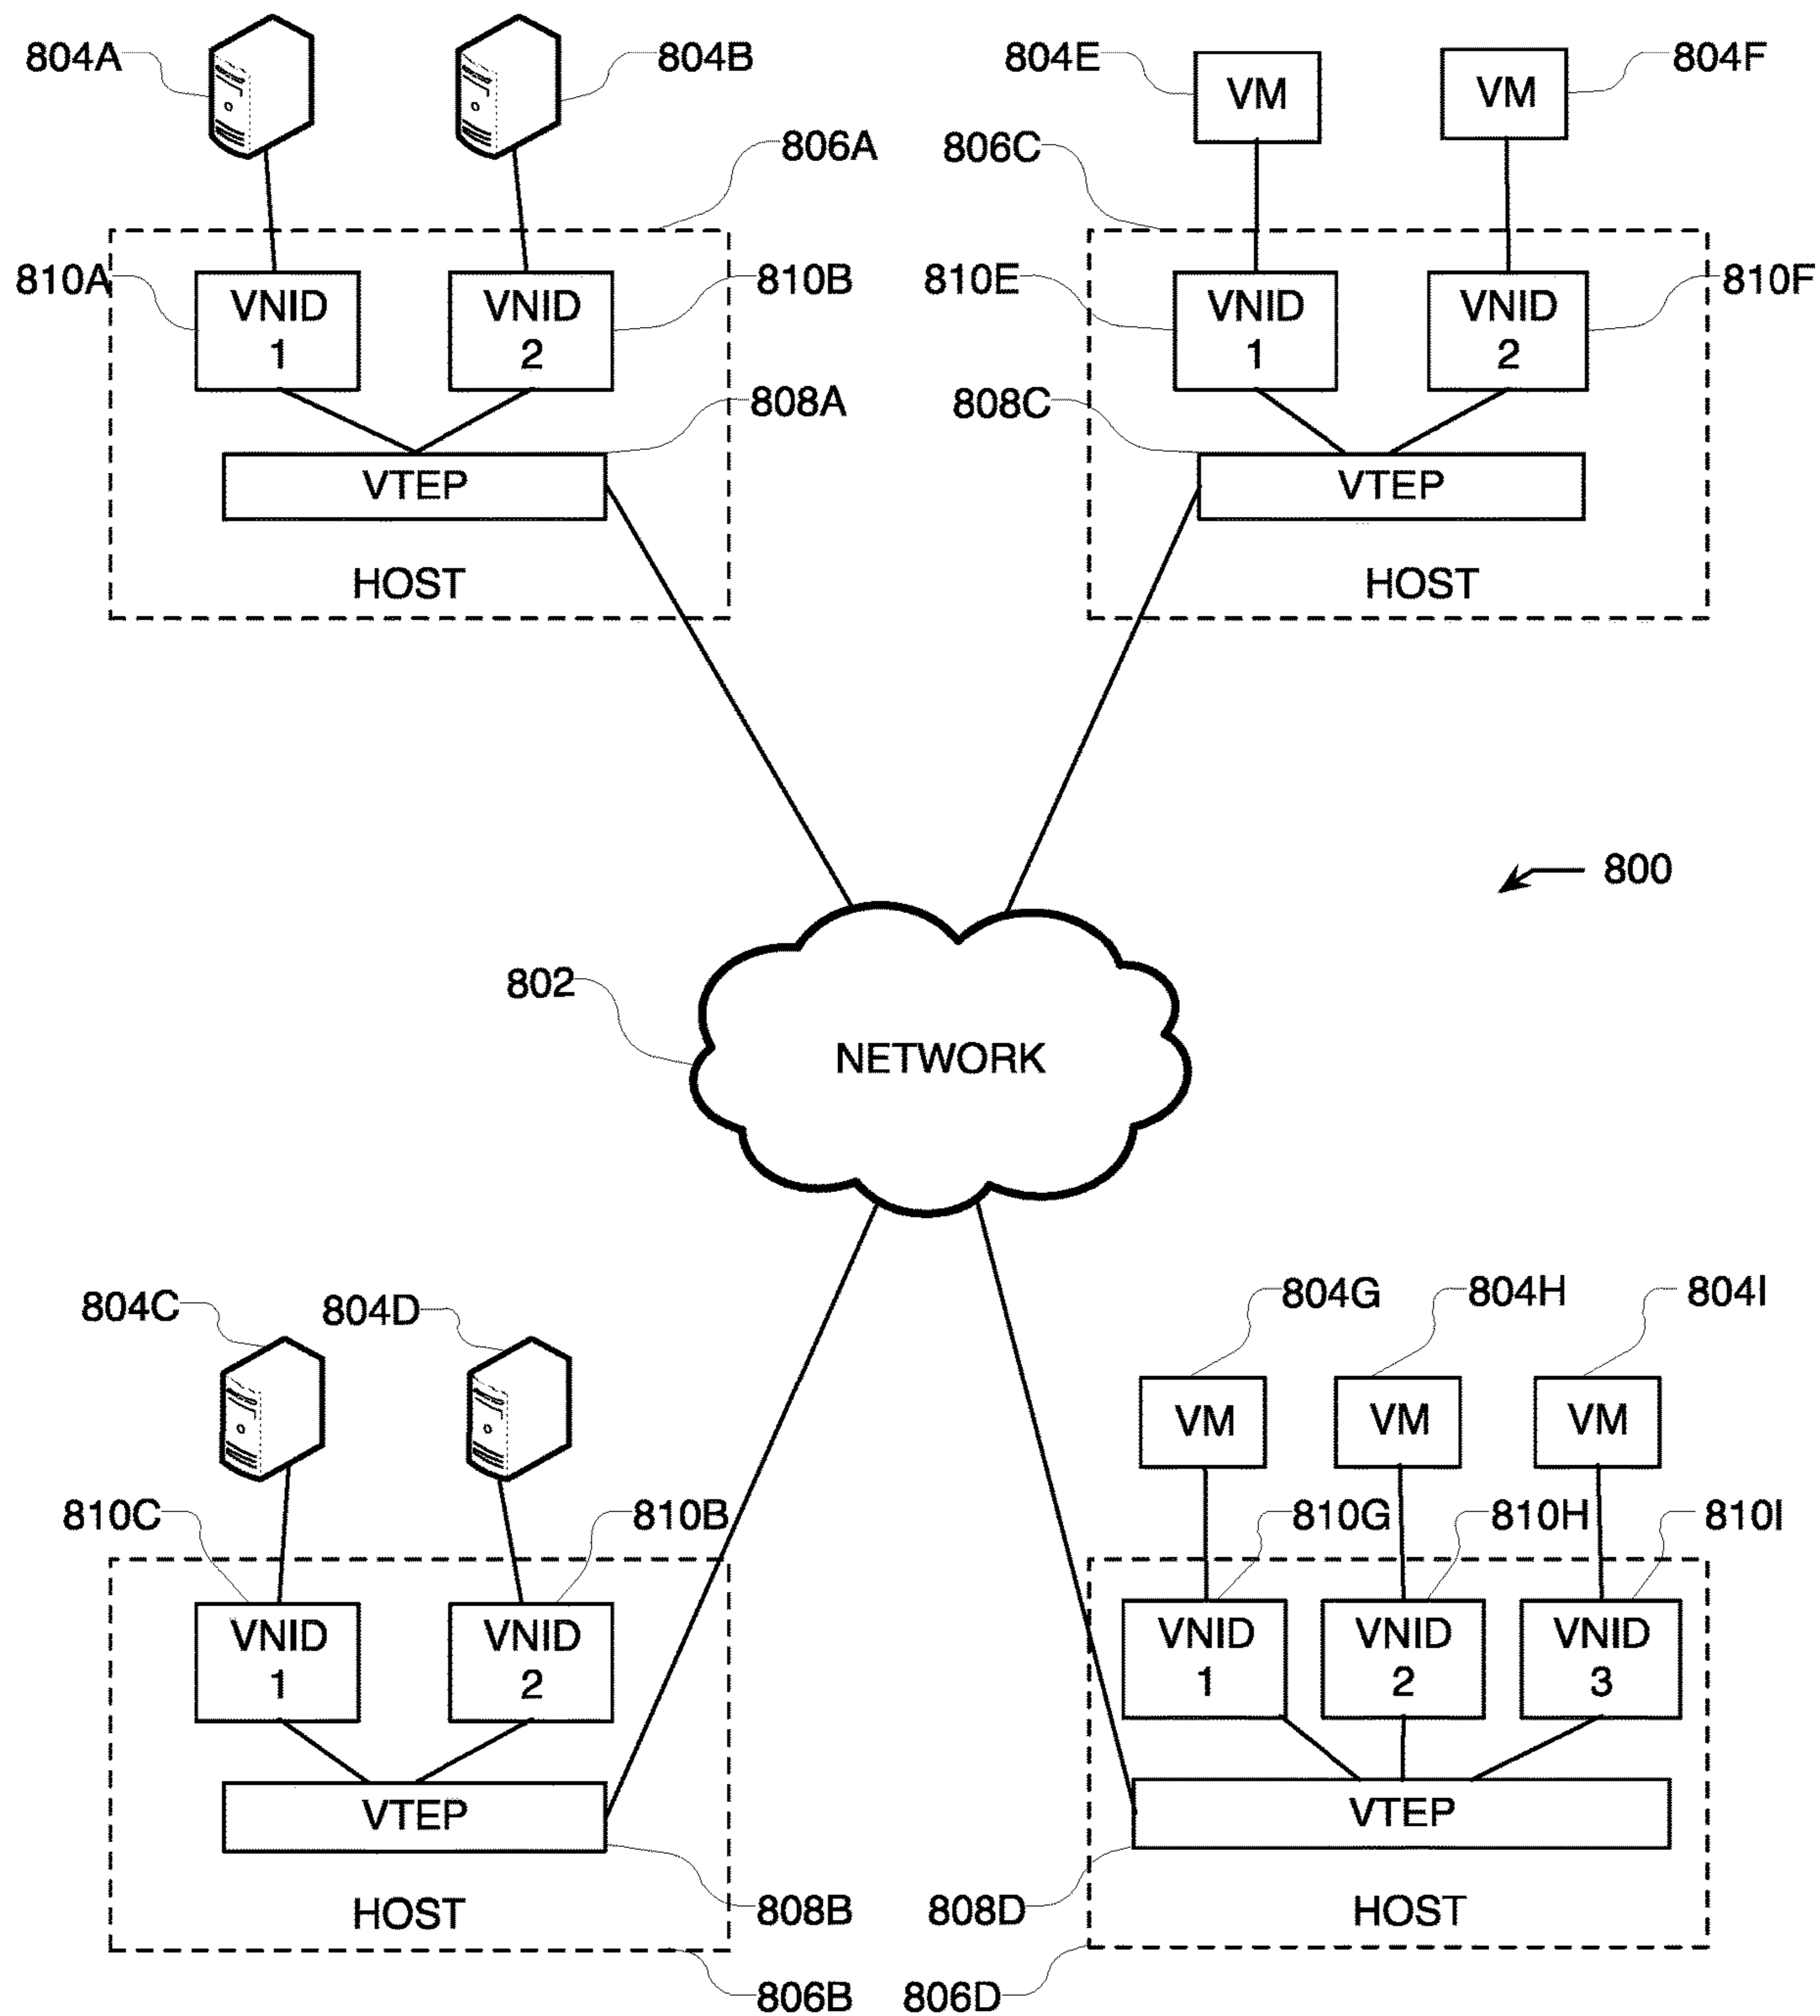 804A 804B 804E VM VM 804F
806A 806C
810A VNID 1 VNID 2 810B 810E VNID 1 VNID 2 810F
808A 808C
VTEP VTEP
HOST HOST
800
802
NETWORK
804C 804D 804G 804H 804I
VM VM VM
810C 810B 810G 810H 810I
VNID 1 VNID 2 VNID 1 VNID 2 VNID 3
VTEP VTEP
HOST 808B 808D HOST
806B 806D